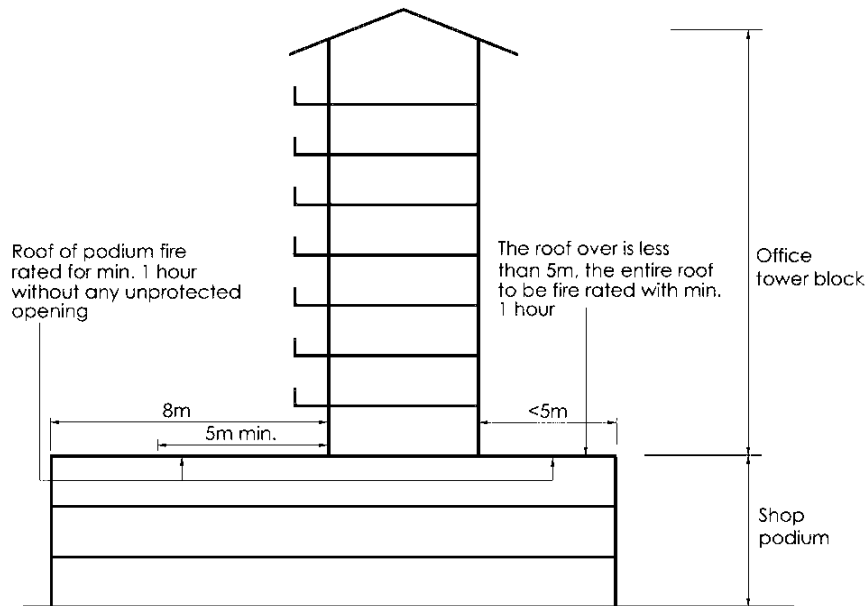 Roof of podium fire
rated for min. 1 hour
without any unprotected
opening
The roof over is less
than 5m, the entire roof
to be fire rated with min.
1 hour
Office
tower block
8m
<5m
5m min.
Shop
podium